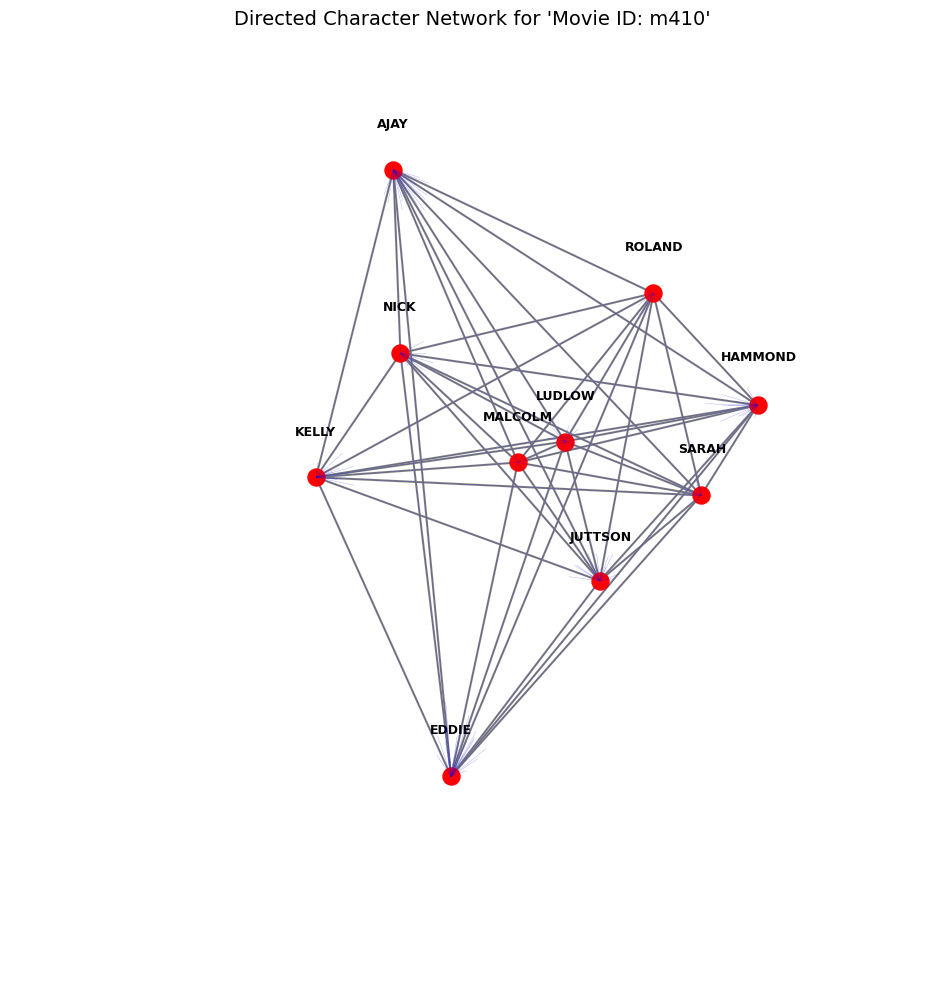 Directed Character Network for 'Movie ID: m410'
AJAY
ROLAND
NICK
HAMMOND
LUDLOW
MALCOLM
KELLY
SARAH
JUTTSON
EDDIE